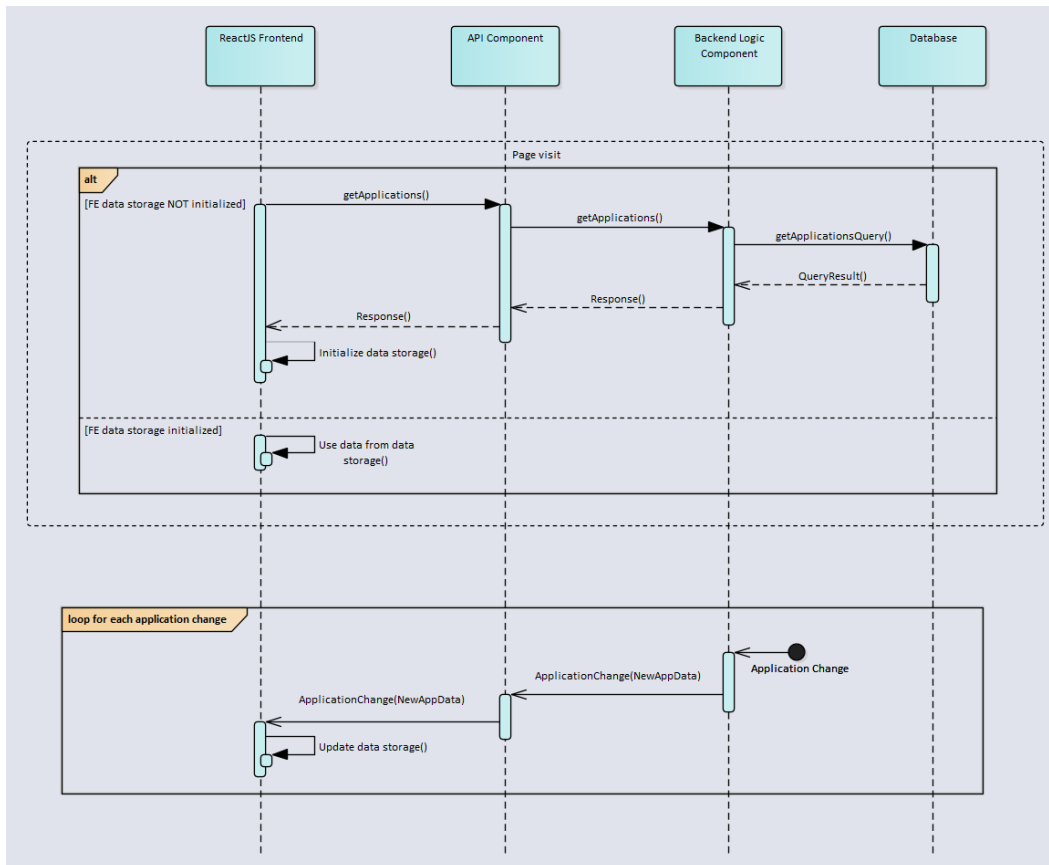 ReactJS Frontend
API Component
Backend Logic
Component
Database
Page visit
alt
[FE data storage NOT initialized]
getApplications()
getApplications()
getApplicationsQuery()
QueryResult()
Response()
Response()
Initialize data storage()
[FE data storage initialized]
Use data from data
storage()
loop for each application change
Application Change
ApplicationChange(NewAppData)
ApplicationChange(NewAppData)
Update data storage()